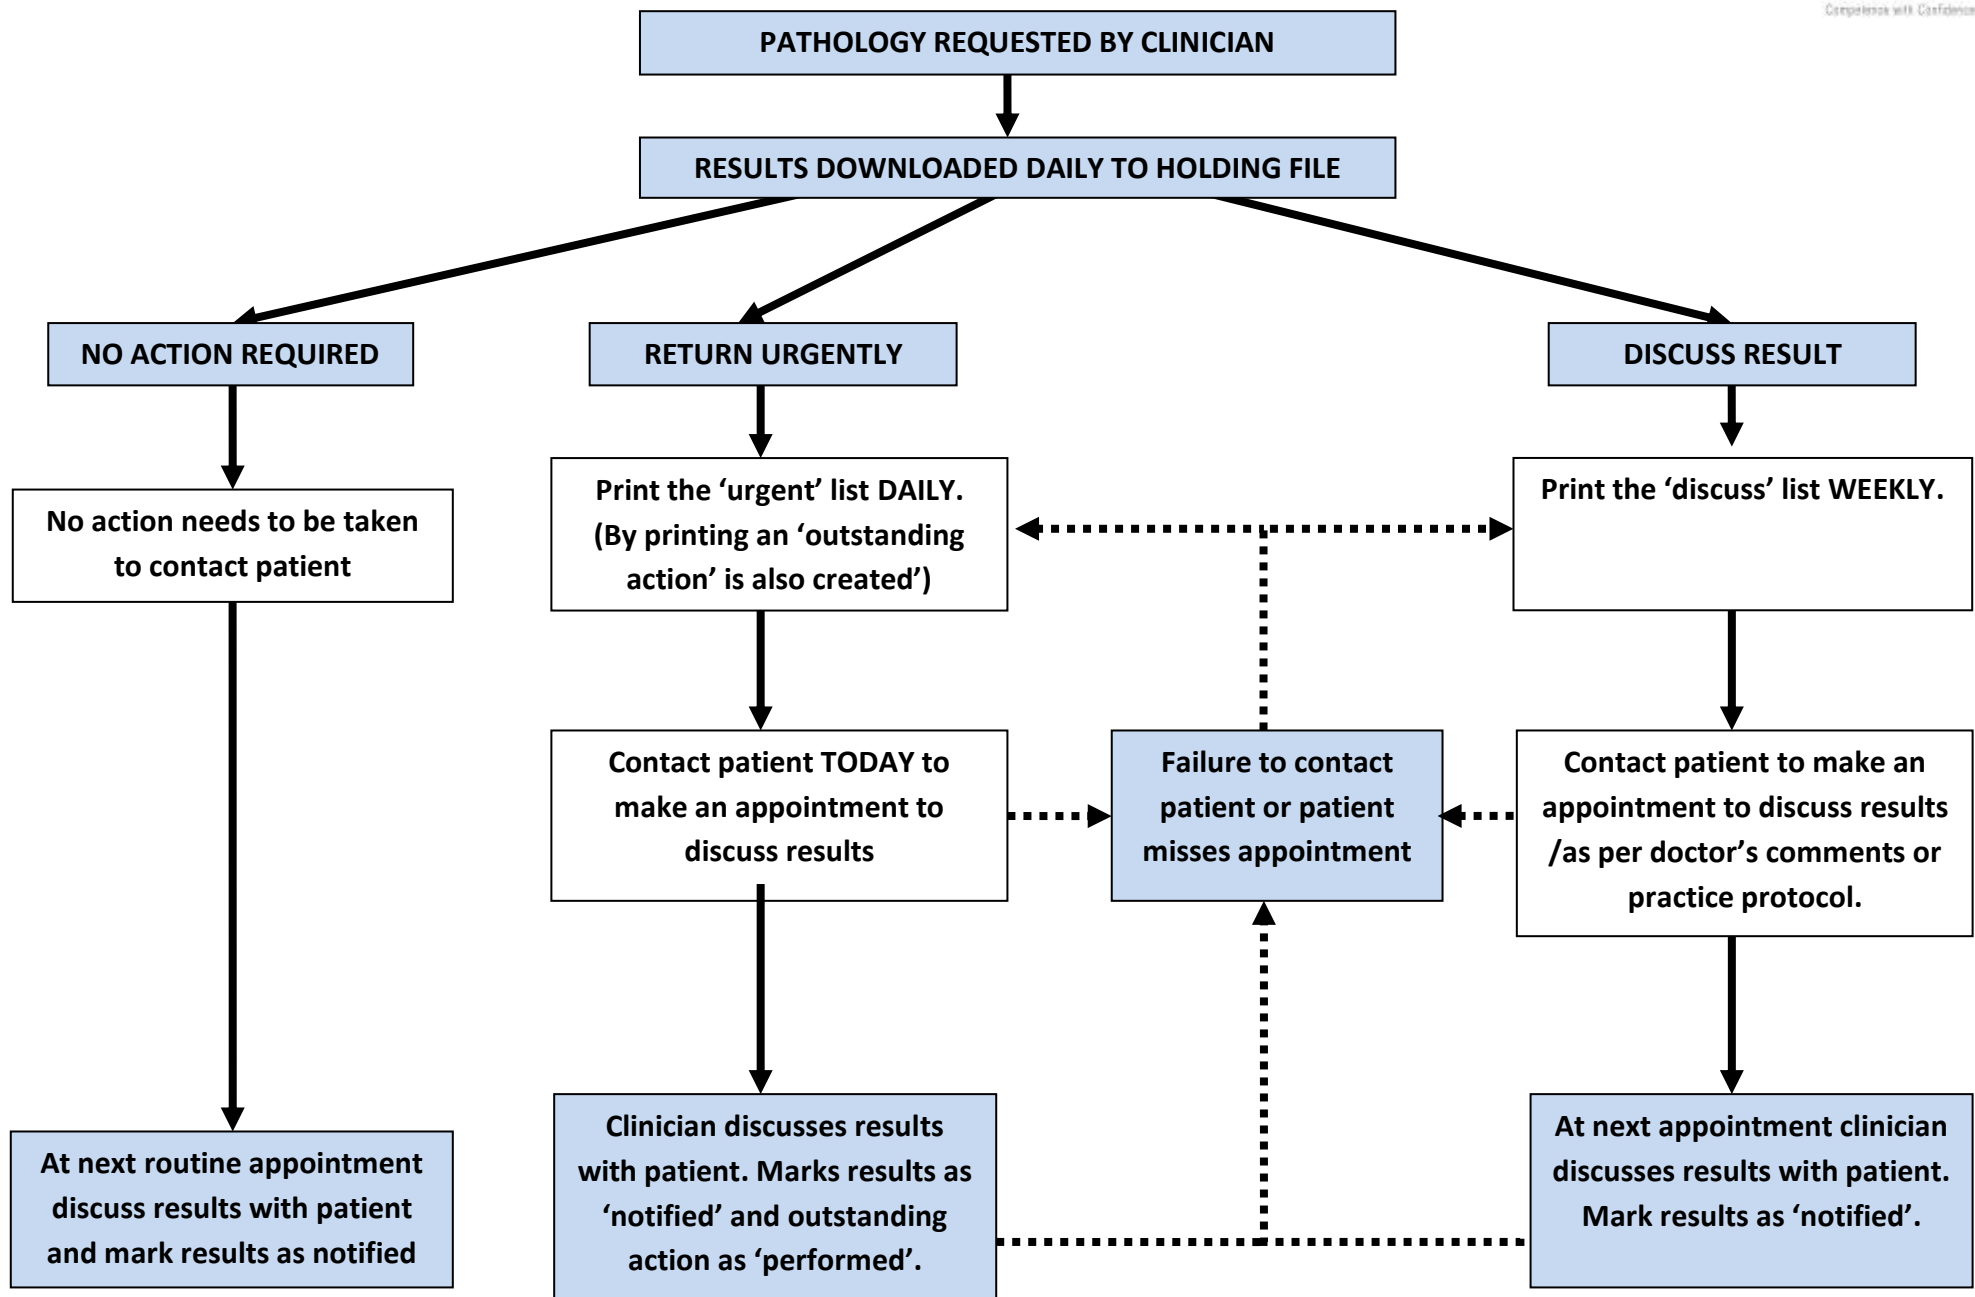 Competence with Confidence
PATHOLOGY REQUESTED BY CLINICIAN
RESULTS DOWNLOADED DAILY TO HOLDING FILE
NO ACTION REQUIRED
RETURN URGENTLY
DISCUSS RESULT
No action needs to be taken
to contact patient
Print the ‘urgent’ list DAILY.
(By printing an ‘outstanding
action’ is also created’)
Print the ‘discuss’ list WEEKLY.
Contact patient TODAY to
make an appointment to
discuss results
Failure to contact
patient or patient
misses appointment
Contact patient to make an
appointment to discuss results
/as per doctor’s comments or
practice protocol.
At next routine appointment
discuss results with patient
and mark results as notified
Clinician discusses results
with patient. Marks results as
‘notified’ and outstanding
action as ‘performed’.
At next appointment clinician
discusses results with patient.
Mark results as ‘notified’.